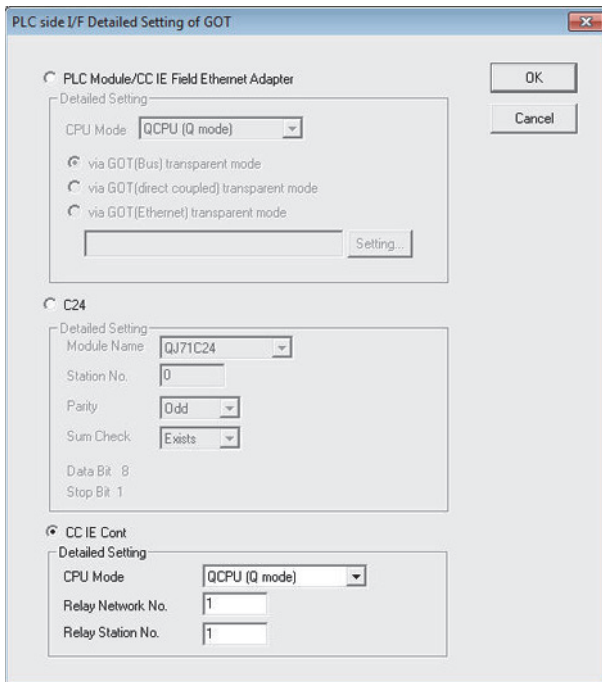 PLC side I/F Detailed Setting of GOT
PLC Module/CC IE Field Ethernet Adapter
OK
Detailed Setting
Cancel
CPU Mode QCPU (Q mode)
via GOT(Bus) transparent mode
via GOT(direct coupled) transparent mode
via GOT(Ethernet) transparent mode
Setting...
C24
Detailed Setting
Module Name QJ71C24
Station No. 0
Parity Odd
Sum Check Exists
Data Bit 8
Stop Bit 1
CC IE Cont
Detailed Setting
CPU Mode QCPU (Q mode)
Relay Network No. 1
Relay Station No. 1